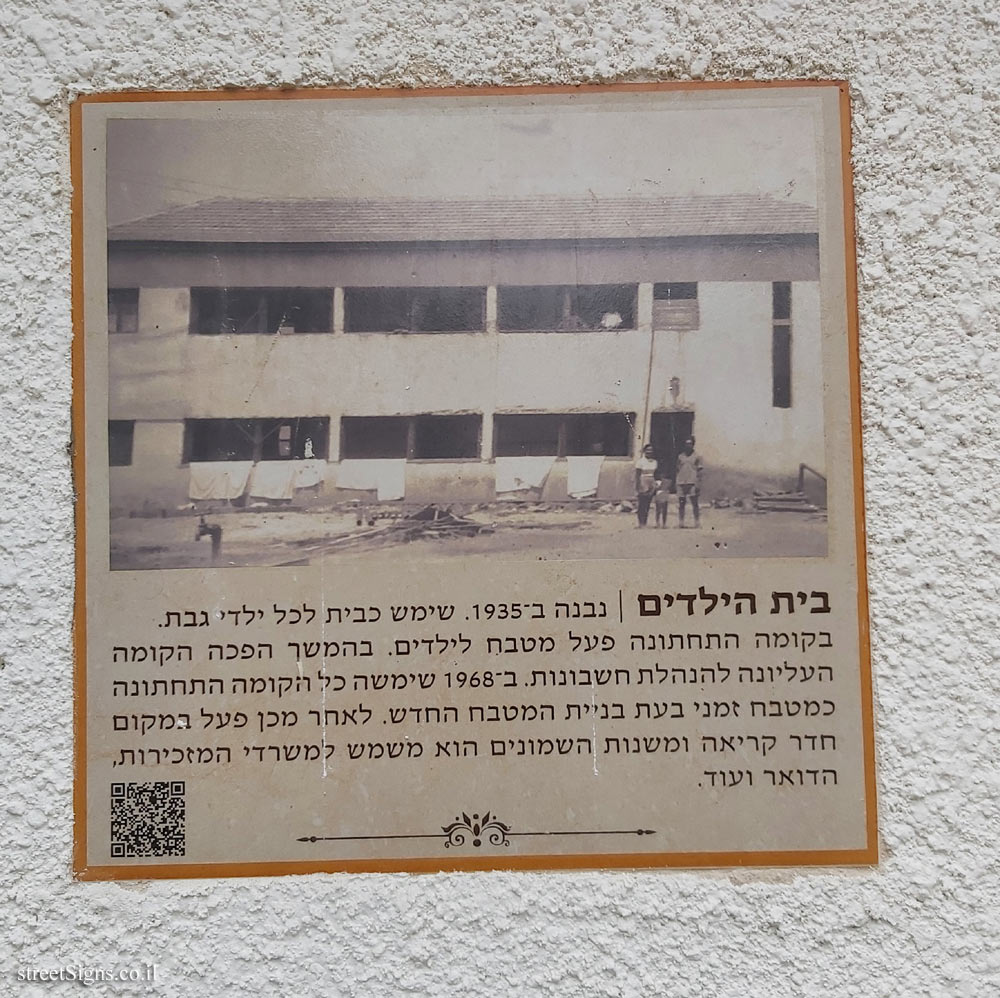 בית הילדים | נבנה ב־1935. שימש כבית לכל ילדי גבת.
בקומה התחתונה פעל מטבח לילדים. בהמשך הפכה הקומה
העליונה להנהלת חשבונות. ב־1968 שימשה כל הקומה התחתונה
כמטבח זמני בעת בניית המטבח החדש. לאחר מכן פעל במקום
חדר קריאה ומשנות השמונים הוא משמש למשרדי המזכירות,
הדואר ועוד.
streetSigns.co.il